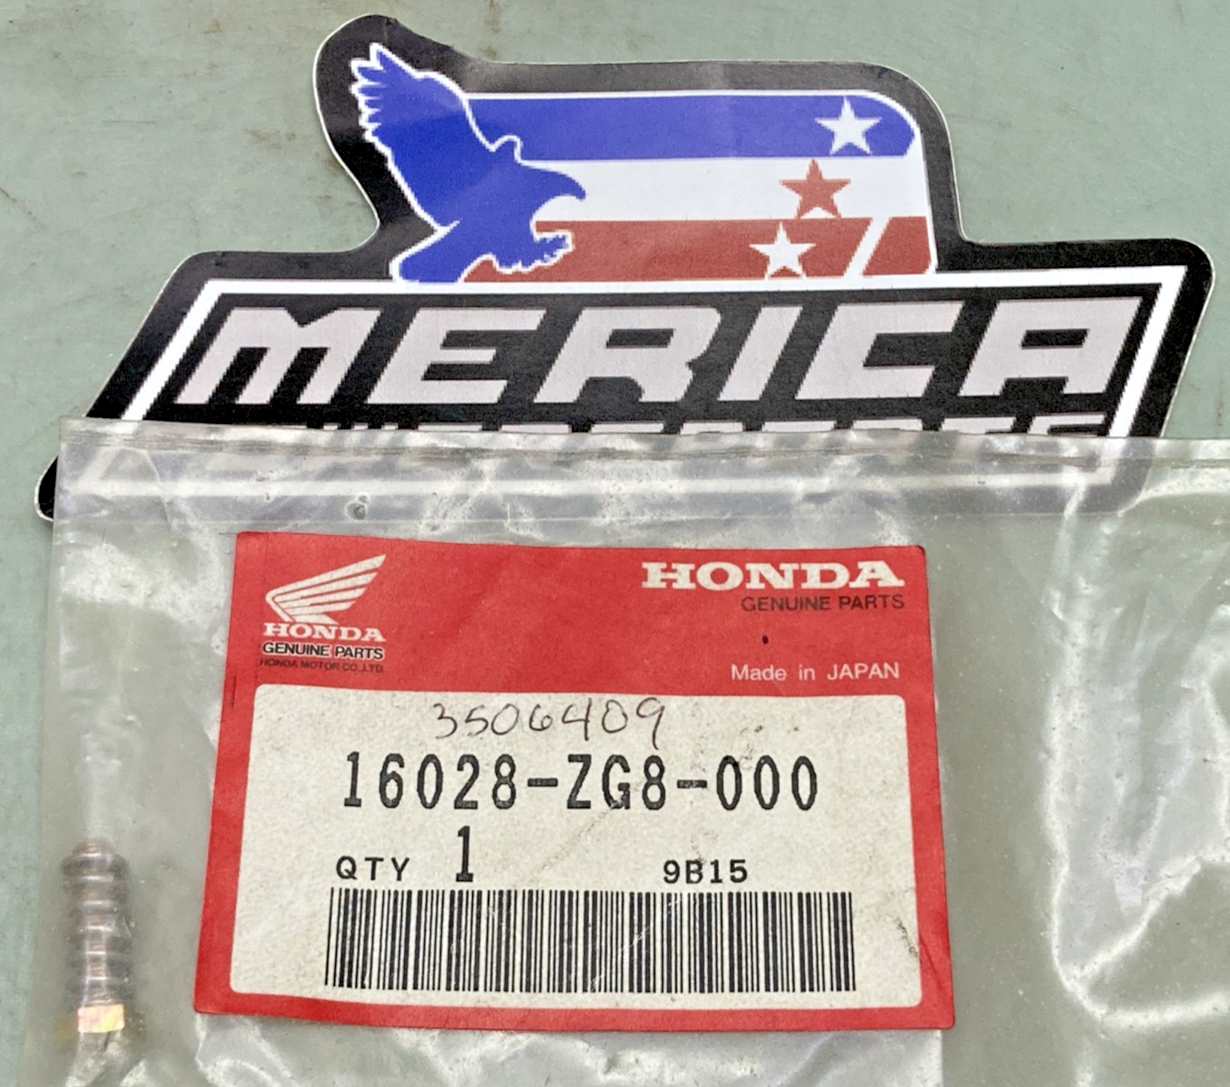 MERICA
HONDA
GENUINE PARTS
HONDA MOTOR CO.,LTD.
HONDA
GENUINE PARTS
Made in JAPAN
3506409
16028-ZG8-000
QTY 1 9B15